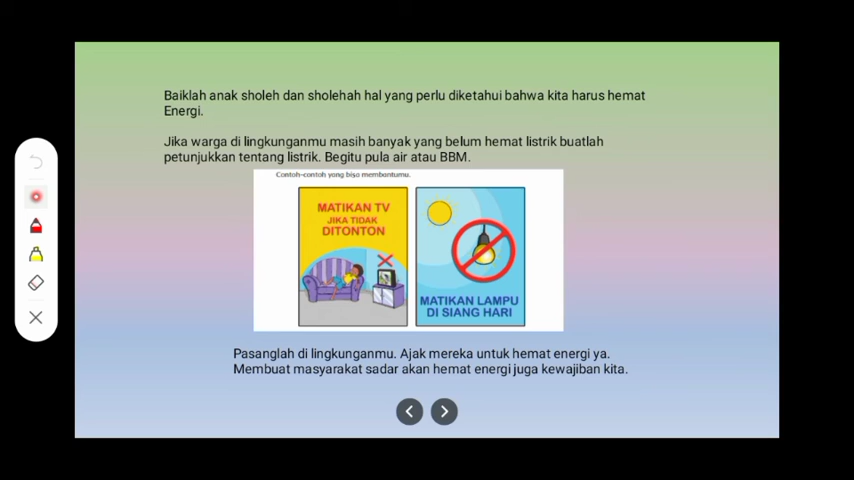 Baiklah anak sholeh dan sholehah hal yang perlu diketahui bahwa kita harus hemat
Energi.
Jika warga di lingkunganmu masih banyak yang belum hemat listrik buatlah
petunjukkan tentang listrik. Begitu pula air atau BBM.
Contoh-contoh yang bisa membantumu.
MATIKAN TV
JIKA TIDAK
DITONTON
MATIKAN LAMPU
DI SIANG HARI
Pasanglah di lingkunganmu. Ajak mereka untuk hemat energi ya.
Membuat masyarakat sadar akan hemat energi juga kewajiban kita.